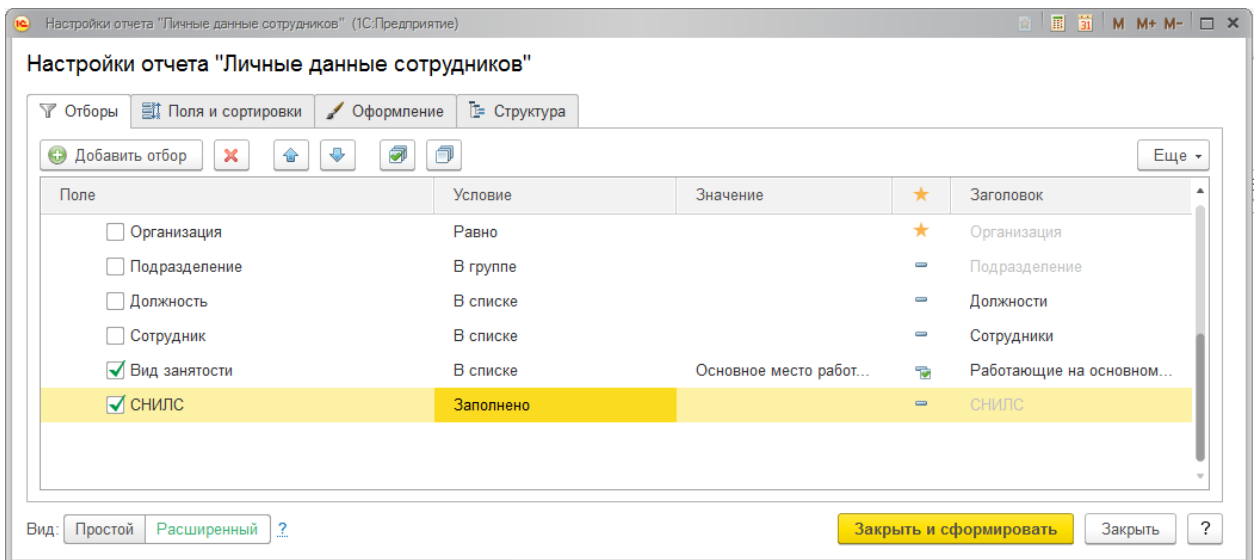 1С Настройки отчета "Личные данные сотрудников" (1С:Предприятие) 31 M M+ M-
Настройки отчета "Личные данные сотрудников"
Отборы Поля и сортировки Оформление Структура
Добавить отбор Еще
Поле Условие Значение Заголовок
Организация Равно Организация
Подразделение В группе Подразделение
Должность В списке Должности
Сотрудник В списке Сотрудники
Вид занятости В списке Основное место работ... Работающие на основном...
СНИЛС Заполнено СНИЛС
Вид: Простой Расширенный ? Закрыть и сформировать Закрыть ?